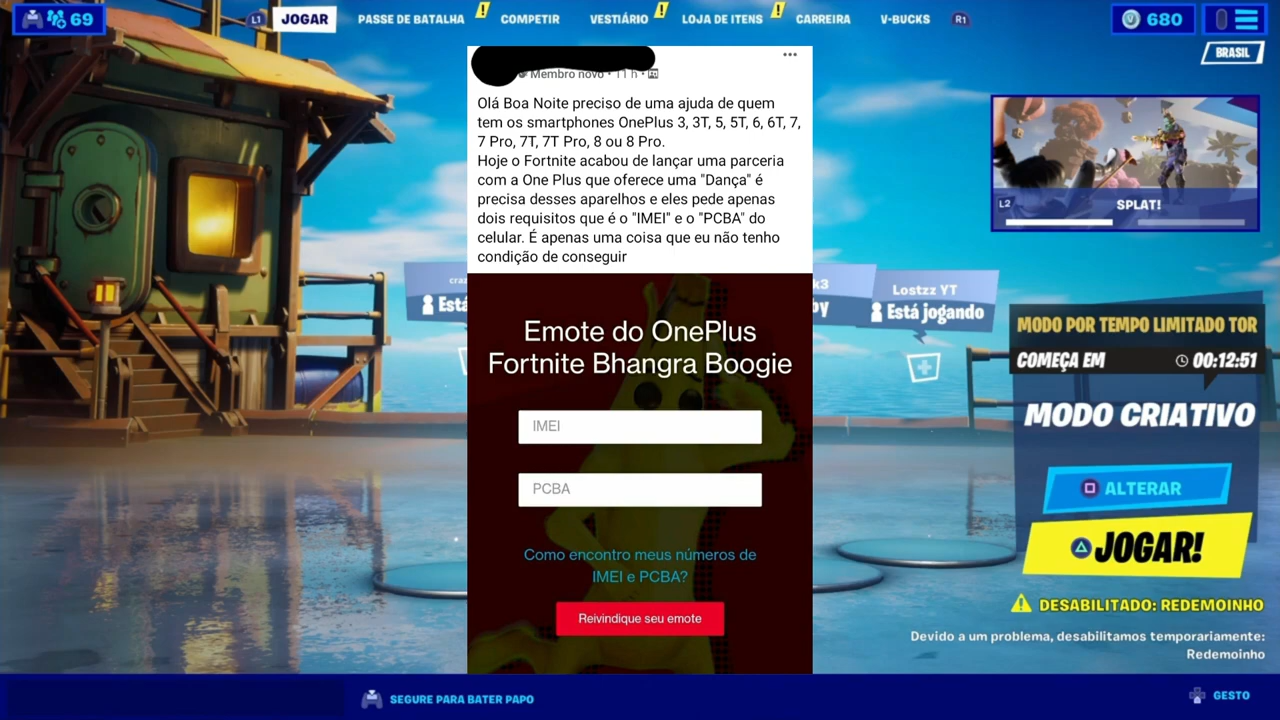 L1
JOGAR
PASSE DE BATALHA
COMPETIR
VESTIÁRIO
LOJA DE ITENS
CARREIRA
V-BUCKS
R1
69
680
BRASIL
Membro novo • 11 h •
Olá Boa Noite preciso de uma ajuda de quem
tem os smartphones OnePlus 3, 3T, 5, 5T, 6, 6T, 7,
7 Pro, 7T, 7T Pro, 8 ou 8 Pro.
Hoje o Fortnite acabou de lançar uma parceria
com a One Plus que oferece uma "Dança" é
precisa desses aparelhos e eles pede apenas
dois requisitos que é o "IMEI" e o "PCBA" do
celular. É apenas uma coisa que eu não tenho
condição de conseguir
L2
SPLAT!
craz
Está
k3
by
Lostzz YT
Está jogando
Emote do OnePlus
Fortnite Bhangra Boogie
IMEI
PCBA
Como encontro meus números de
IMEI e PCBA?
Reivindique seu emote
MODO POR TEMPO LIMITADO TOR
COMEÇA EM
00:12:51
MODO CRIATIVO
ALTERAR
JOGAR!
DESABILITADO: REDEMOINHO
Devido a um problema, desabilitamos temporariamente:
Redemoinho
SEGURE PARA BATER PAPO
GESTO